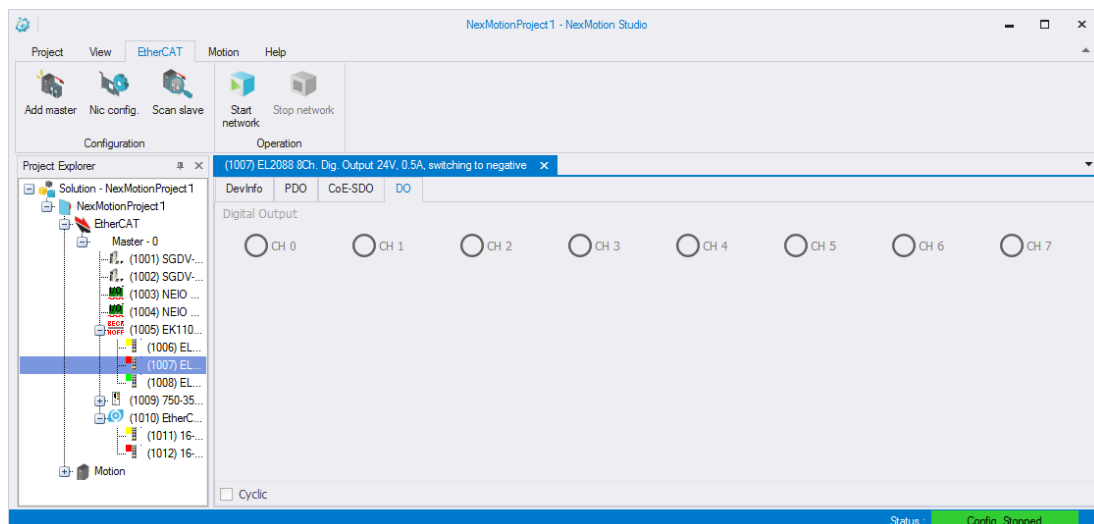 NexMotionProject1 - NexMotion Studio
Project View EtherCAT Motion Help
Add master Nic config. Scan slave Start network Stop network
Configuration Operation
Project Explorer
(1007) EL2088 8Ch. Dig. Output 24V, 0.5A, switching to negative
Solution - NexMotionProject1
NexMotionProject1
EtherCAT
Master - 0
(1001) SGDV-...
(1002) SGDV-...
(1003) NEIO ...
(1004) NEIO ...
BECK HOFF (1005) EK110...
(1006) EL...
(1007) EL...
(1008) EL...
(1009) 750-35...
(1010) EtherC...
(1011) 16-...
(1012) 16-...
Motion
DevInfo PDO CoE-SDO DO
Digital Output
CH 0 CH 1 CH 2 CH 3 CH 4 CH 5 CH 6 CH 7
Cyclic
Status : Config_Stopped